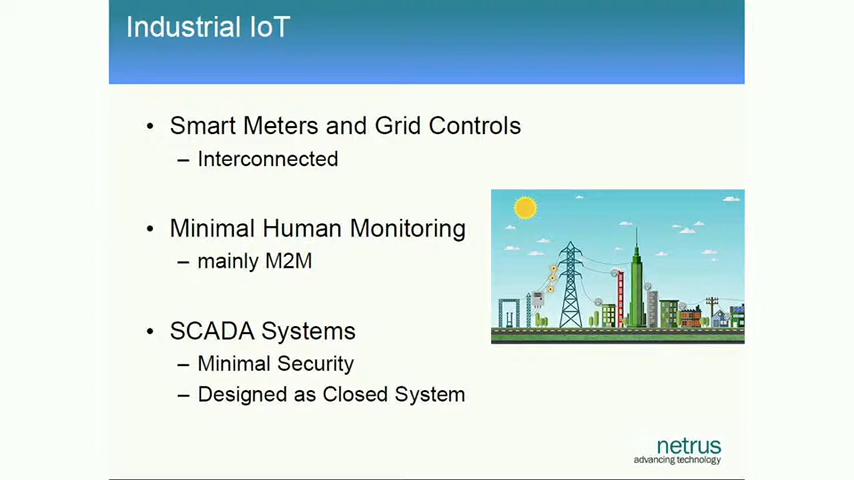 Industrial IoT
• Smart Meters and Grid Controls
– Interconnected
• Minimal Human Monitoring
– mainly M2M
• SCADA Systems
– Minimal Security
– Designed as Closed System
netrus
advancing technology